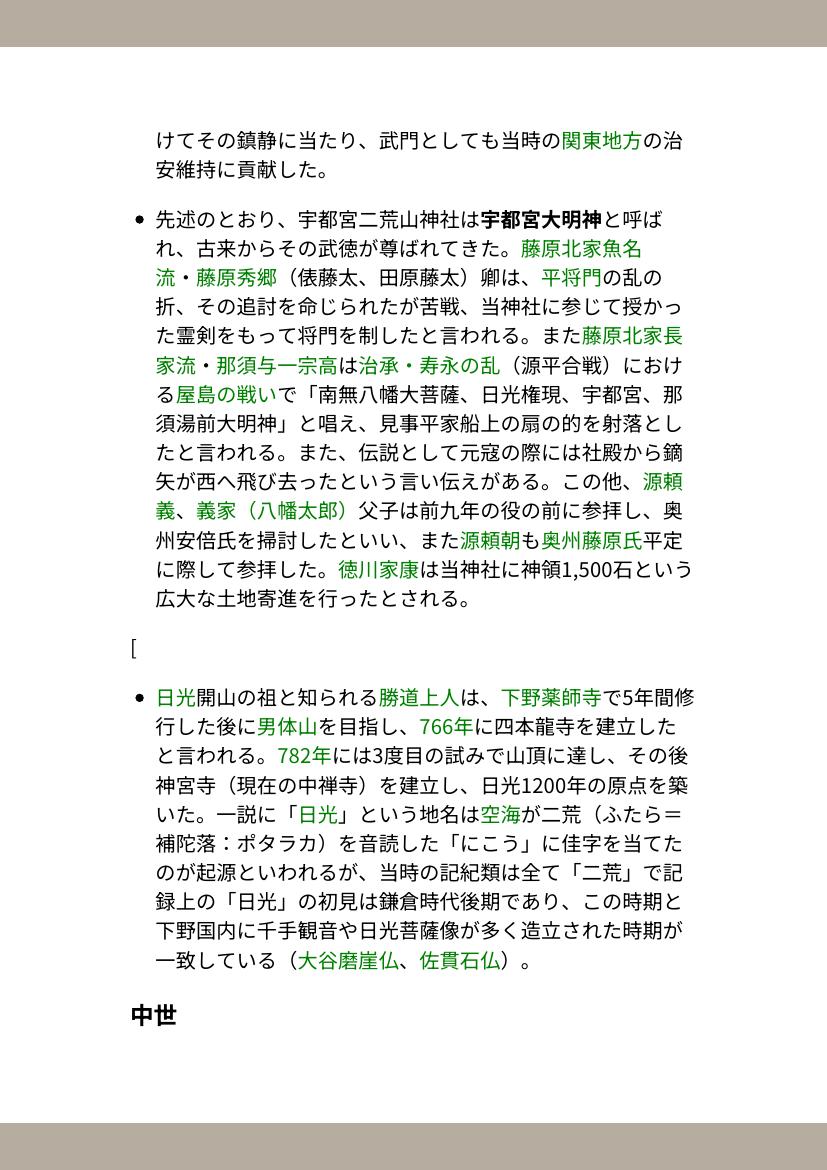 けてその鎮静に当たり、武門としても当時の関東地方の治
安維持に貢献した。
● 先述のとおり、宇都宮二荒山神社は宇都宮大明神と呼ば
れ、古来からその武徳が尊ばれてきた。藤原北家魚名
流・藤原秀郷（俵藤太、田原藤太）卿は、平将門の乱の
折、その追討を命じられたが苦戦、当神社に参じて授かっ
た霊剣をもって将門を制したと言われる。また藤原北家長
家流・那須与一宗高は治承・寿永の乱（源平合戦）におけ
る屋島の戦いで「南無八幡大菩薩、日光権現、宇都宮、那
須湯前大明神」と唱え、見事平家船上の扇の的を射落とし
たと言われる。また、伝説として元寇の際には社殿から鏑
矢が西へ飛び去ったという言い伝えがある。この他、源頼
義、義家（八幡太郎）父子は前九年の役の前に参拝し、奥
州安倍氏を掃討したといい、また源頼朝も奥州藤原氏平定
に際して参拝した。徳川家康は当神社に神領1,500石という
広大な土地寄進を行ったとされる。
[
● 日光開山の祖と知られる勝道上人は、下野薬師寺で5年間修
行した後に男体山を目指し、766年に四本龍寺を建立した
と言われる。782年には3度目の試みで山頂に達し、その後
神宮寺（現在の中禅寺）を建立し、日光1200年の原点を築
いた。一説に「日光」という地名は空海が二荒（ふたら＝
補陀落：ポタラカ）を音読した「にこう」に佳字を当てた
のが起源といわれるが、当時の記紀類は全て「二荒」で記
録上の「日光」の初見は鎌倉時代後期であり、この時期と
下野国内に千手観音や日光菩薩像が多く造立された時期が
一致している（大谷磨崖仏、佐貫石仏）。
中世